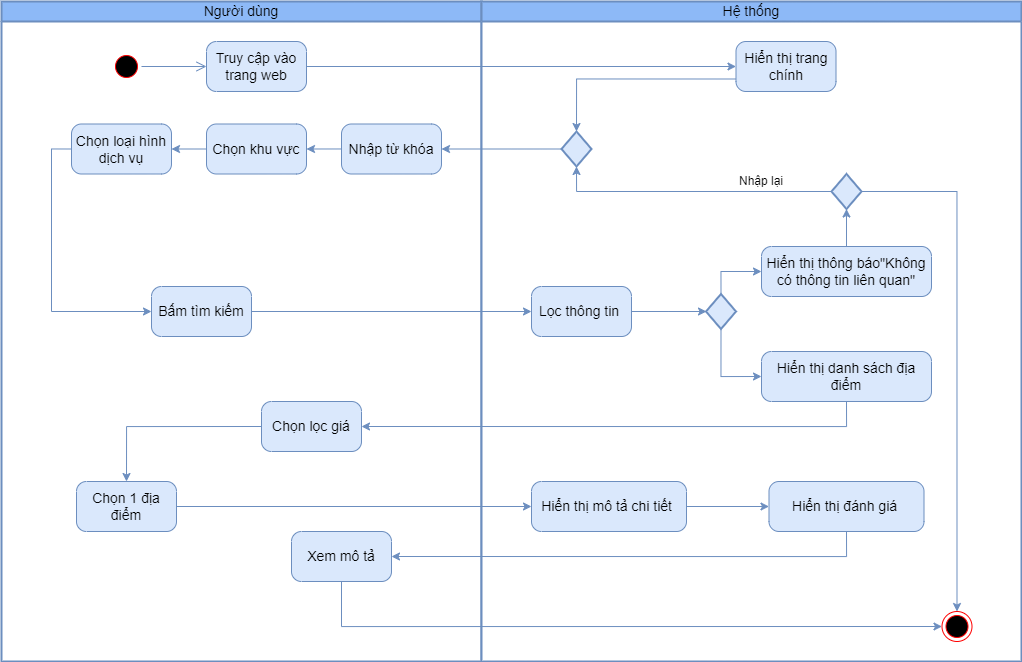 Người dùng
Hệ thống
Truy cập vào
trang web
Hiển thị trang
chính
Chọn loại hình
dịch vụ
Chọn khu vực
Nhập từ khóa
Nhập lại
Hiển thị thông báo"Không
có thông tin liên quan"
Bấm tìm kiếm
Lọc thông tin
Hiển thị danh sách địa
điểm
Chọn lọc giá
Chọn 1 địa
điểm
Hiển thị mô tả chi tiết
Hiển thị đánh giá
Xem mô tả